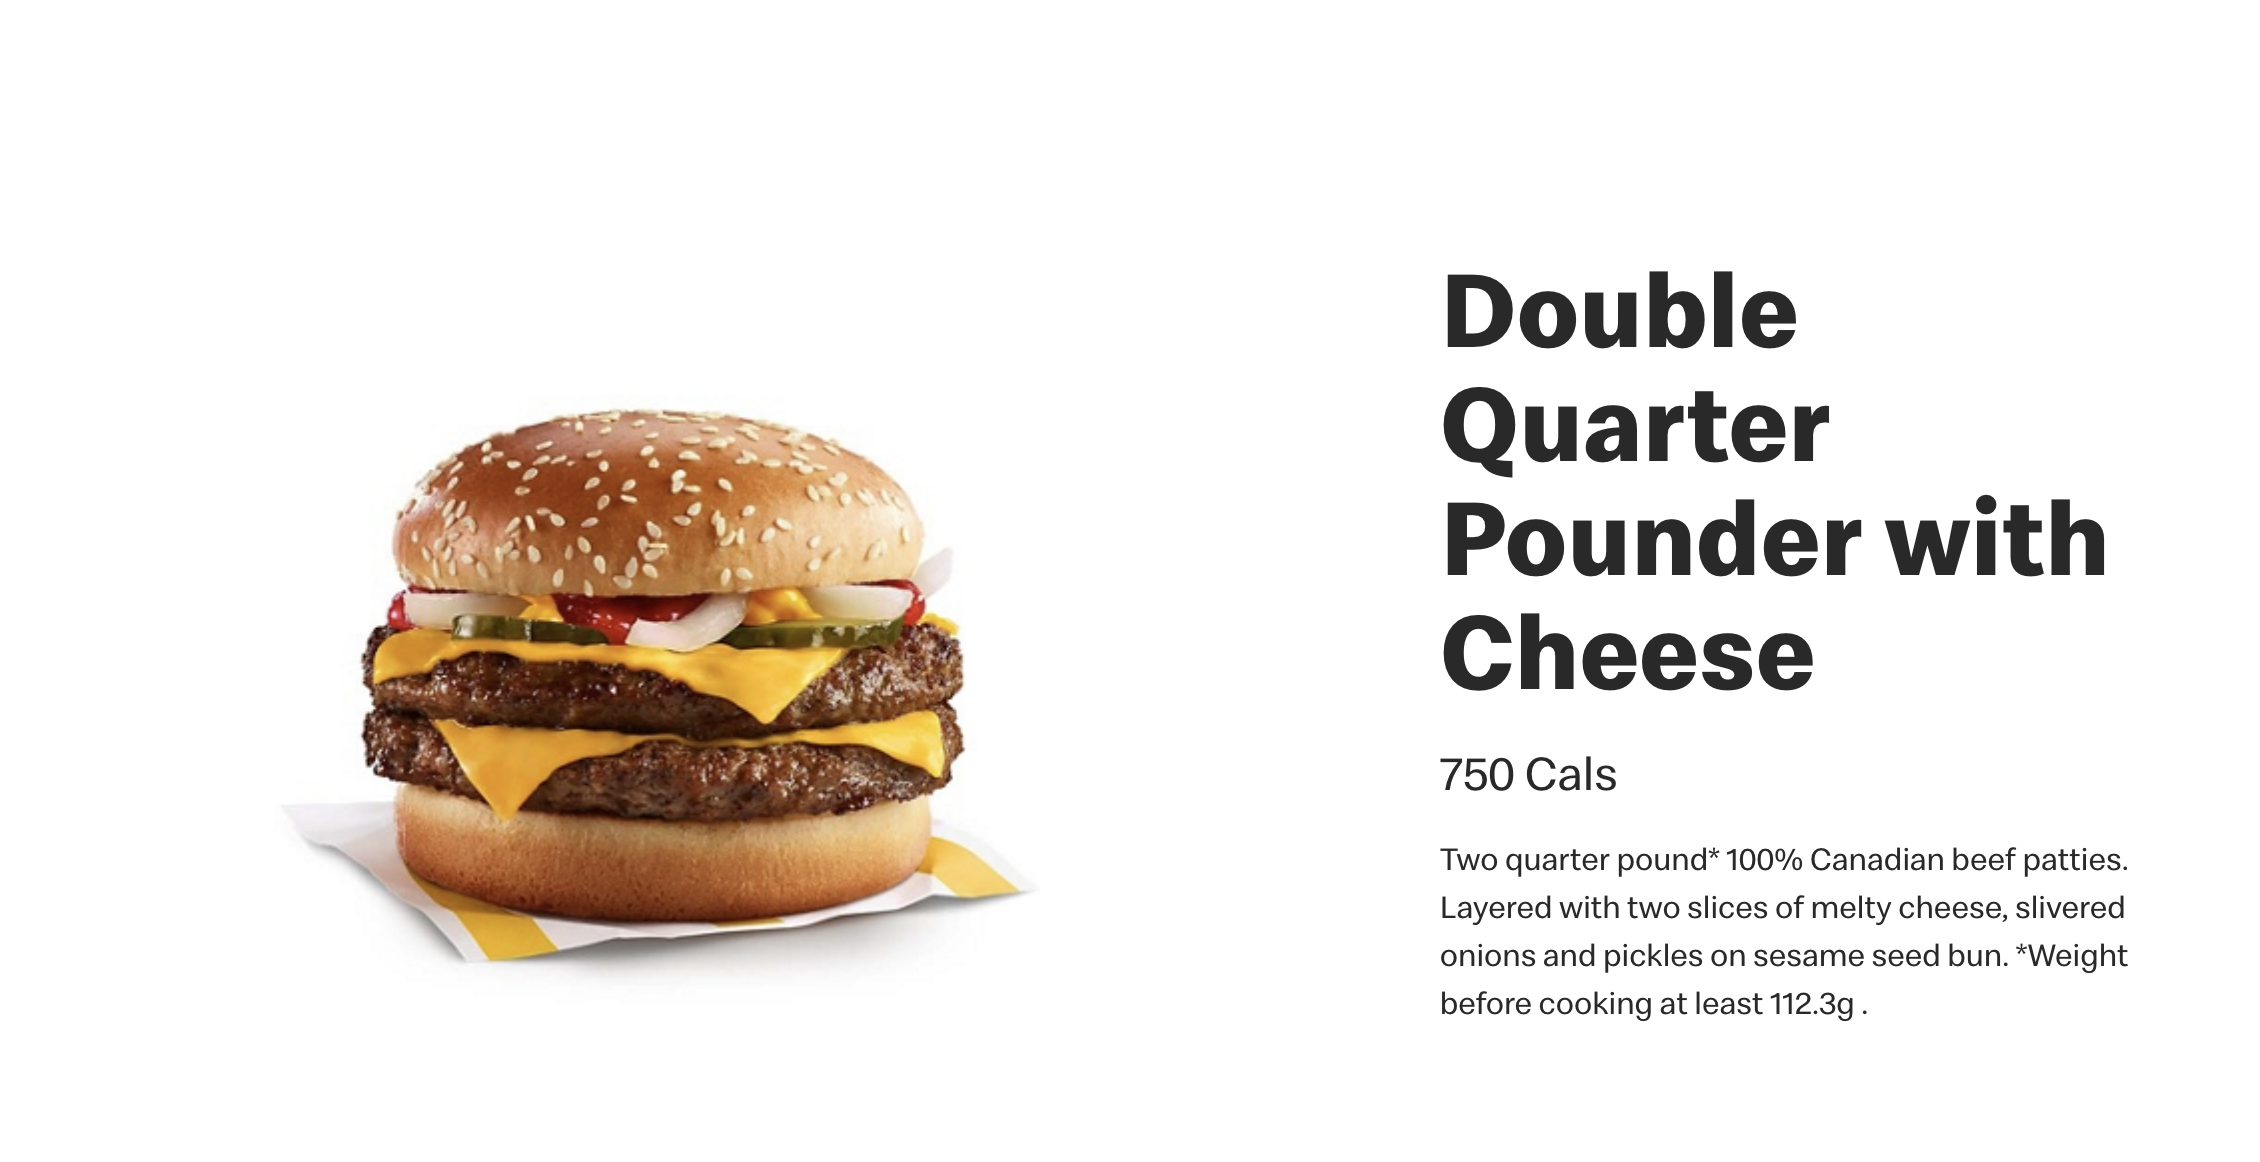 Double
Quarter
Pounder with
Cheese
750 Cals
Two quarter pound* 100% Canadian beef patties.
Layered with two slices of melty cheese, slivered
onions and pickles on sesame seed bun. *Weight
before cooking at least 112.3g .